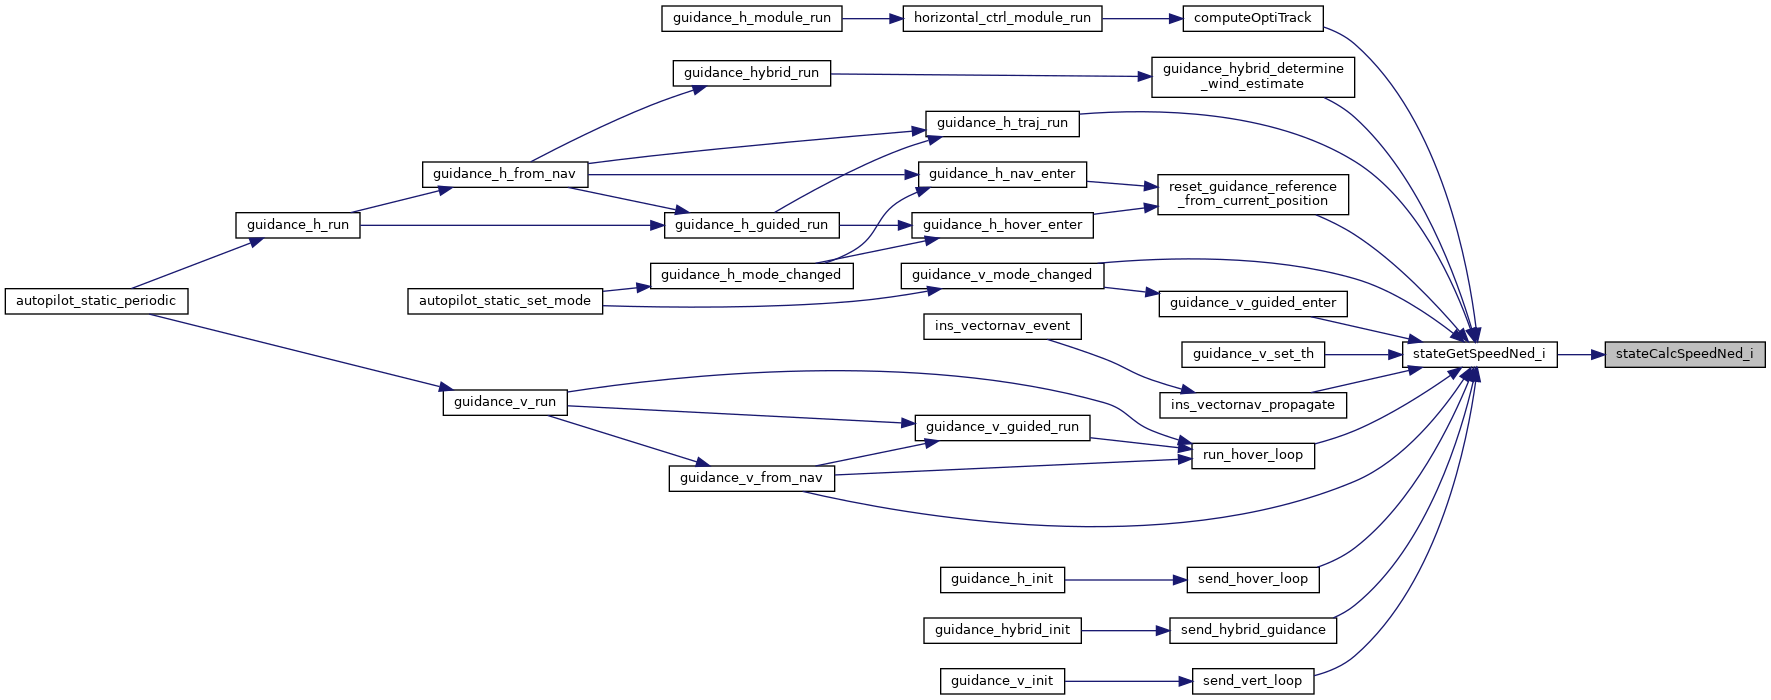 guidance_h_module_run
horizontal_ctrl_module_run
computeOptiTrack
guidance_hybrid_run
guidance_hybrid_determine
_wind_estimate
guidance_h_traj_run
guidance_h_from_nav
guidance_h_nav_enter
reset_guidance_reference
_from_current_position
guidance_h_run
guidance_h_guided_run
guidance_h_hover_enter
guidance_h_mode_changed
guidance_v_mode_changed
autopilot_static_periodic
autopilot_static_set_mode
guidance_v_guided_enter
ins_vectornav_event
guidance_v_set_th
stateGetSpeedNed_i
stateCalcSpeedNed_i
guidance_v_run
ins_vectornav_propagate
guidance_v_guided_run
run_hover_loop
guidance_v_from_nav
guidance_h_init
send_hover_loop
guidance_hybrid_init
send_hybrid_guidance
guidance_v_init
send_vert_loop